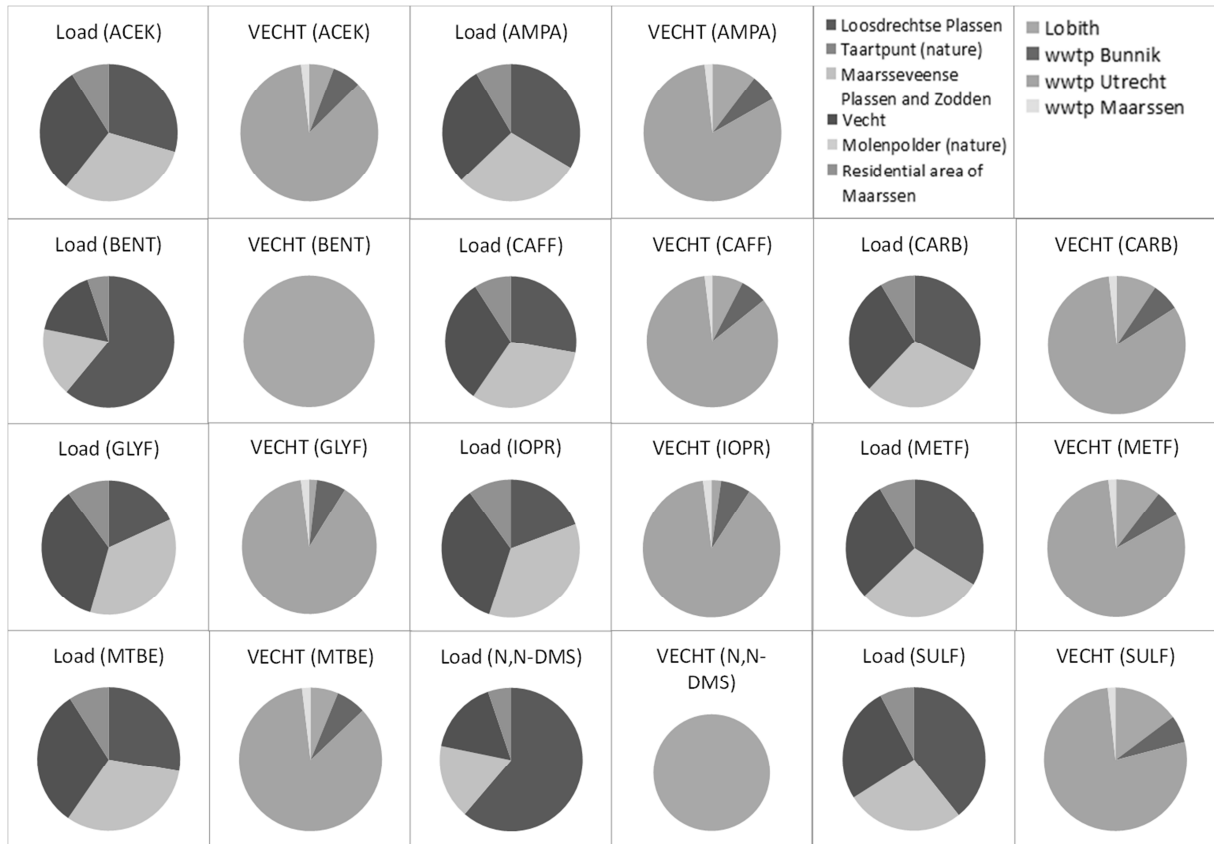 Load (ACEK)
VECHT (ACEK)
Load (AMPA)
VECHT (AMPA)
Loosdrechtse Plassen
Taartpunt (nature)
Maarsseveense
Plassen and Zodden
Vecht
Molenpolder (nature)
Residential area of
Maarssen
Lobith
wwtp Bunnik
wwtp Utrecht
wwtp Maarssen
Load (BENT)
VECHT (BENT)
Load (CAFF)
VECHT (CAFF)
Load (CARB)
VECHT (CARB)
Load (GLYF)
VECHT (GLYF)
Load (IOPR)
VECHT (IOPR)
Load (METF)
VECHT (METF)
Load (MTBE)
VECHT (MTBE)
Load (N,N-DMS)
VECHT (N,N-
DMS)
Load (SULF)
VECHT (SULF)